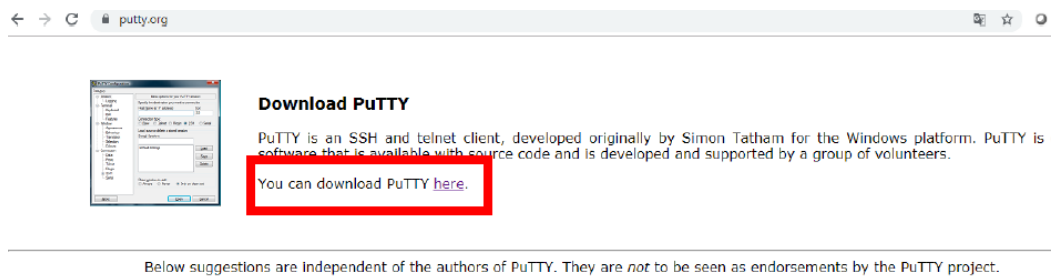 putty.org
Download PuTTY
PuTTY is an SSH and telnet client, developed originally by Simon Tatham for the Windows platform. PuTTY is
software that is available with source code and is developed and supported by a group of volunteers.
You can download PuTTY here.
Below suggestions are independent of the authors of PuTTY. They are not to be seen as endorsements by the PuTTY project.